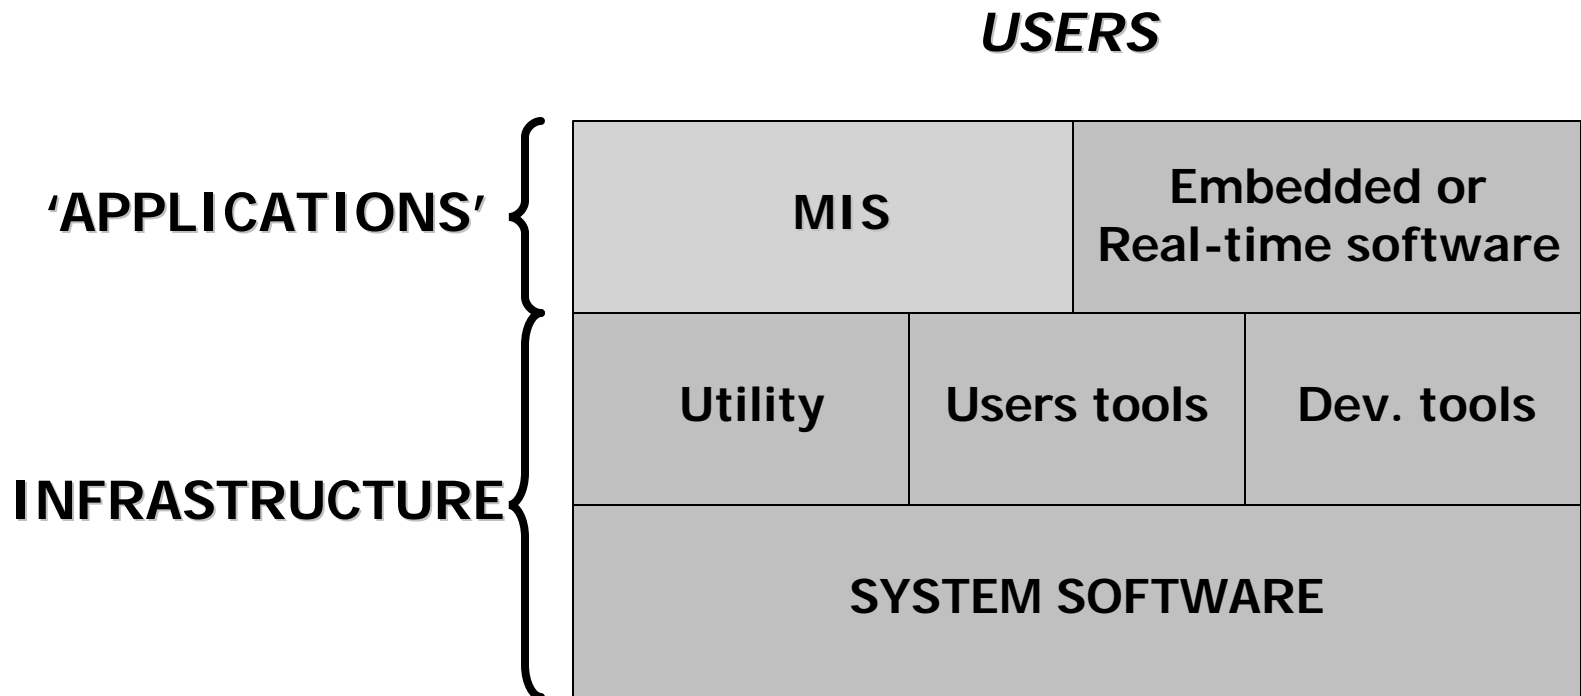 USERS
‘APPLICATIONS’
MIS
Embedded or
Real-time software
Utility
Users tools
Dev. tools
INFRASTRUCTURE
SYSTEM SOFTWARE